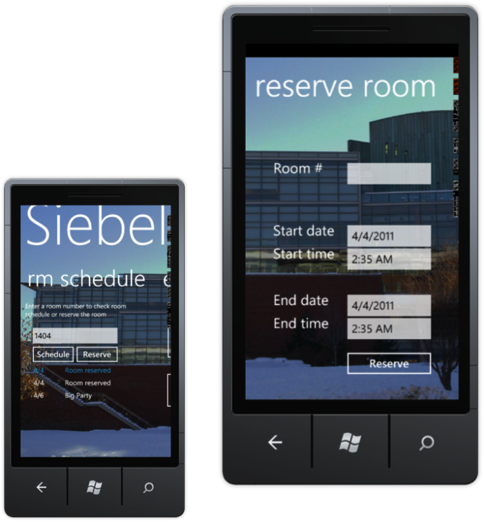 Siebel
rm schedule e
Enter a room number to check room
schedule or reserve the room
1404
Schedule Reserve
4/4 Room reserved
4/4 Room reserved
4/6 Big Party
reserve room
Room #
Start date 4/4/2011
Start time 2:35 AM
End date 4/4/2011
End time 2:35 AM
Reserve